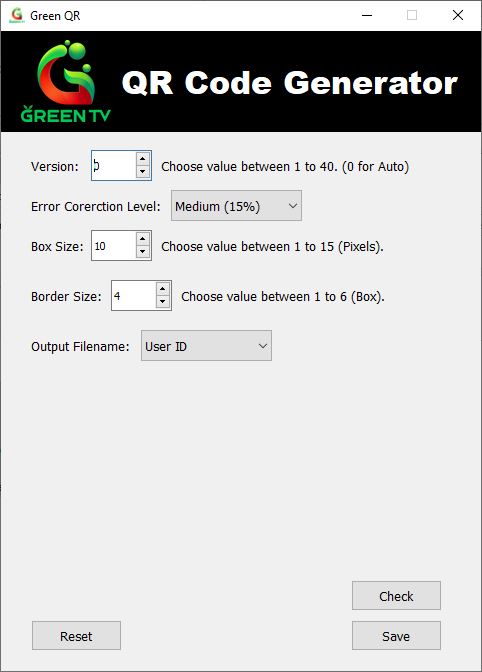 Green QR
QR Code Generator
GREEN TV
Version: 0 Choose value between 1 to 40. (0 for Auto)
Error Corerction Level: Medium (15%)
Box Size: 10 Choose value between 1 to 15 (Pixels).
Border Size: 4 Choose value between 1 to 6 (Box).
Output Filename: User ID
Check
Reset Save